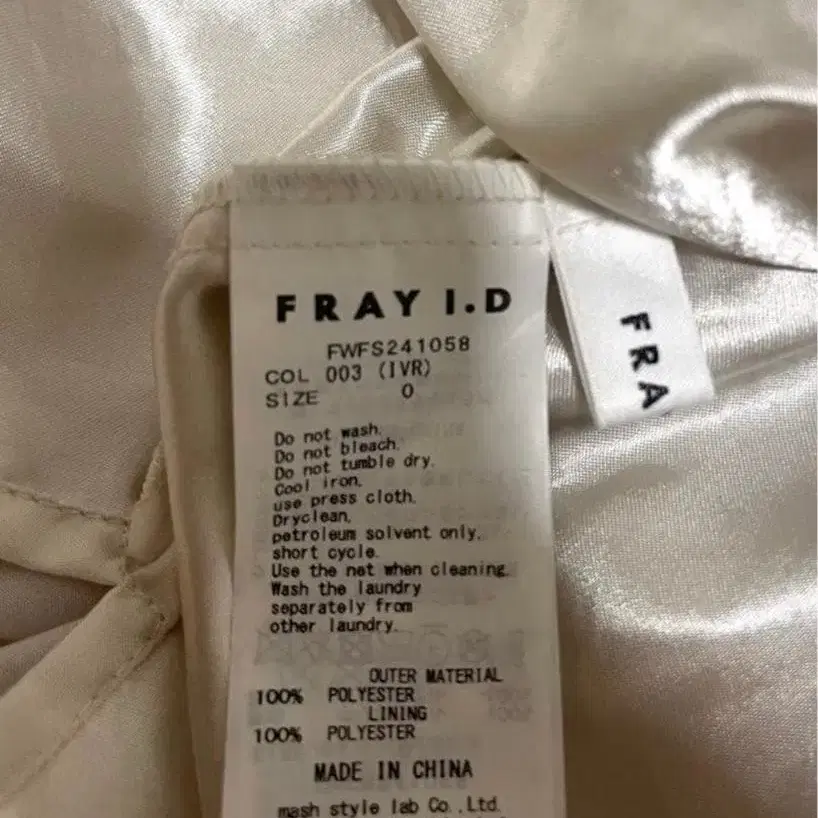 FRAY I.D
FWFS241058
COL 003 (IVR)
SIZE 0
Do not wash.
Do not bleach.
Do not tumble dry.
Cool iron.
use press cloth.
Dryclean,
petroleum solvent only,
short cycle.
Use the net when cleaning.
Wash the laundry
separately from
other laundry.
OUTER MATERIAL
100% POLYESTER
LINING
100% POLYESTER
MADE IN CHINA
mash style lab Co.,Ltd.
FRA